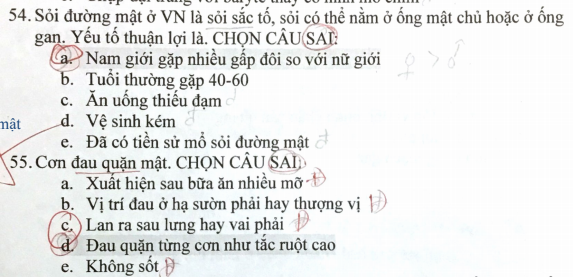 54. Sỏi đường mật ở VN là sỏi sắc tố, sỏi có thể nằm ở ống mật chủ hoặc ở ống
gan. Yếu tố thuận lợi là. CHỌN CÂU SAI:
a. Nam giới gặp nhiều gấp đôi so với nữ giới ♀ > ♂
b. Tuổi thường gặp 40-60
c. Ăn uống thiếu đạm đ
mật d. Vệ sinh kém đ
e. Đã có tiền sử mổ sỏi đường mật đ
55. Cơn đau quặn mật. CHỌN CÂU SAI
a. Xuất hiện sau bữa ăn nhiều mỡ Đ
b. Vị trí đau ở hạ sườn phải hay thượng vị Đ
c. Lan ra sau lưng hay vai phải Đ
d. Đau quặn từng cơn như tắc ruột cao
e. Không sốt Đ